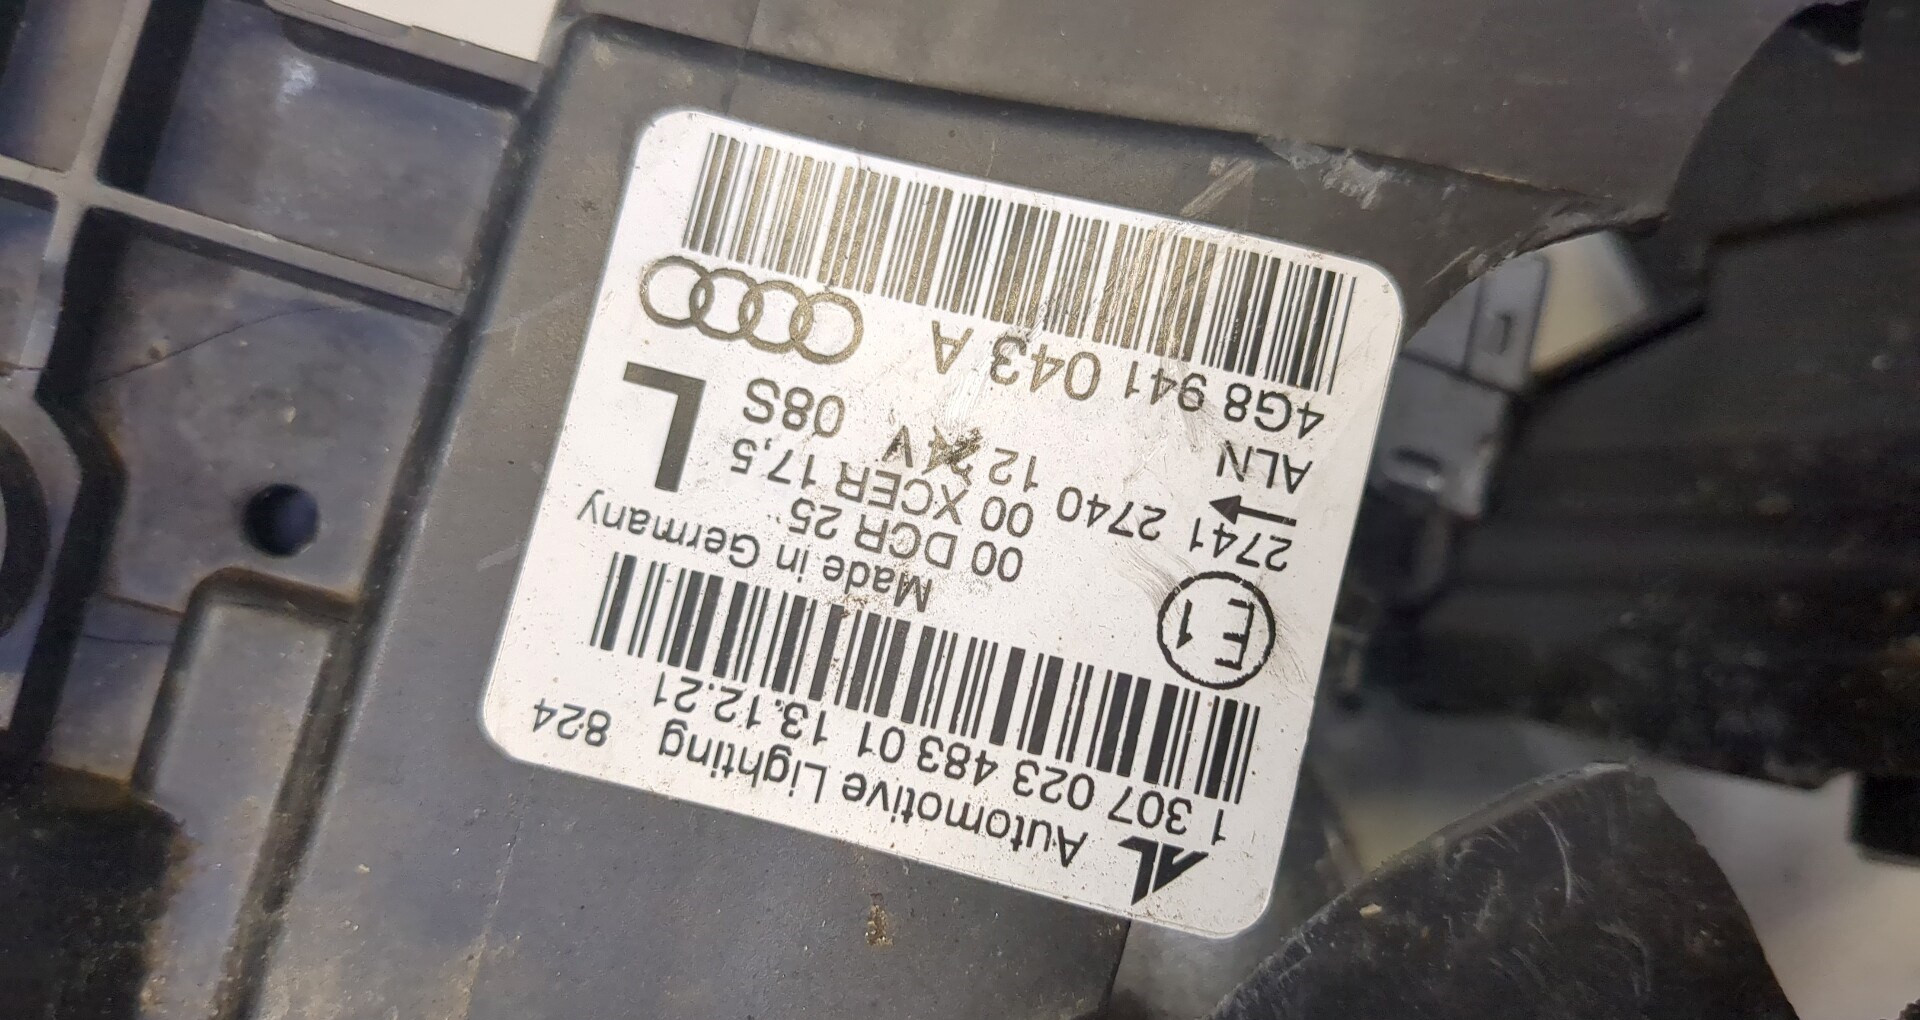 Automotive Lighting 824
1 307 023 483 01 13.12.21
E1
Made in Germany
00 DCR 25
00 XCER 17,5
2741 2740 12 V 08S
L
ALN
4G8 941 043 A